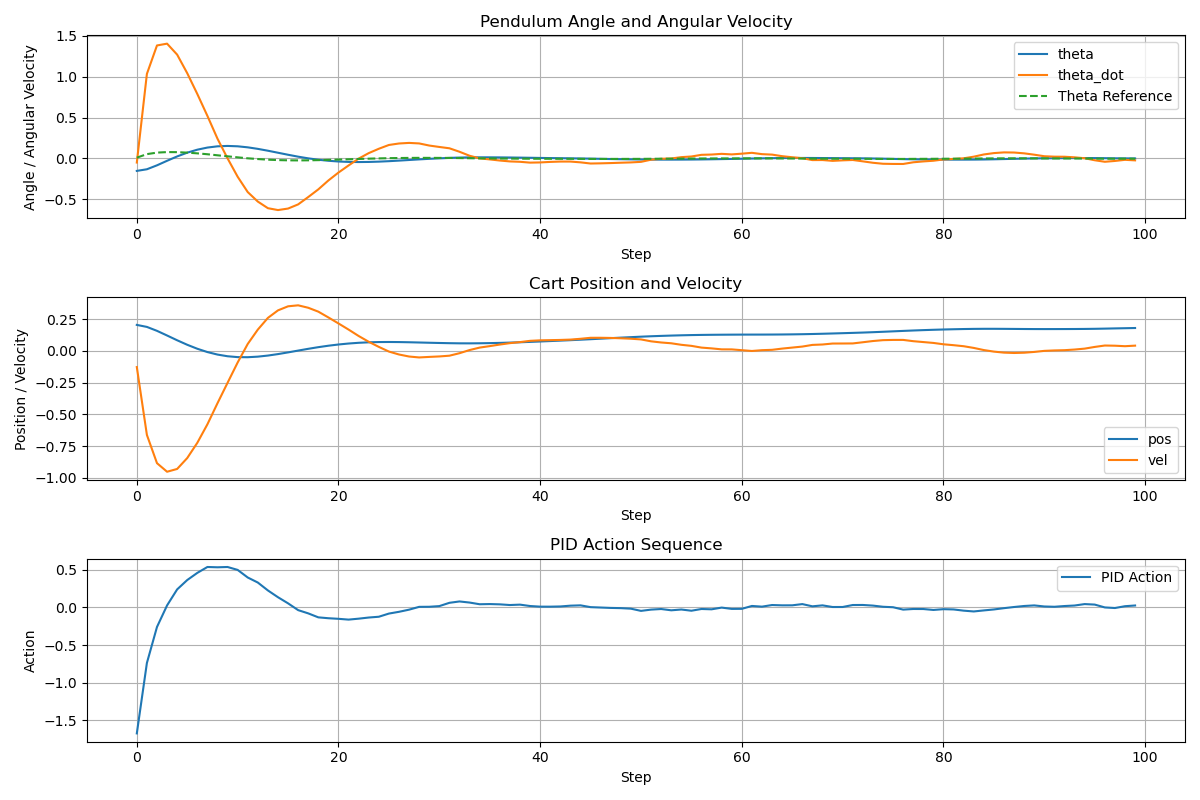 Pendulum Angle and Angular Velocity
Angle / Angular Velocity
1.5
1.0
0.5
0.0
−0.5
theta
theta_dot
Theta Reference
0 20 40 60 80 100
Step
Cart Position and Velocity
Position / Velocity
0.25
0.00
−0.25
−0.50
−0.75
−1.00
pos
vel
0 20 40 60 80 100
Step
PID Action Sequence
Action
0.5
0.0
−0.5
−1.0
−1.5
PID Action
0 20 40 60 80 100
Step